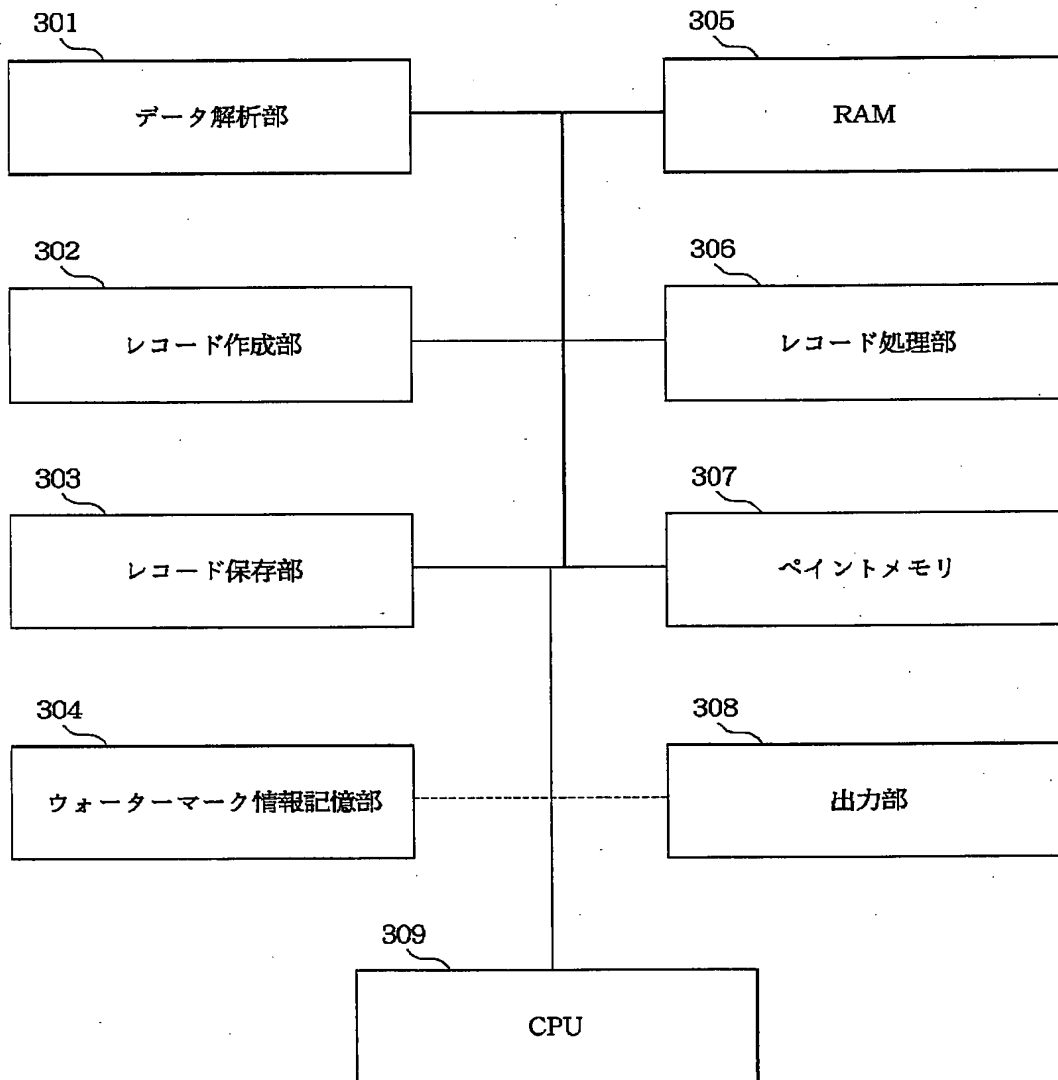 301
データ解析部
305
RAM
302
レコード作成部
306
レコード処理部
303
レコード保存部
307
ペイントメモリ
304
ウォーターマーク情報記憶部
308
出力部
309
CPU